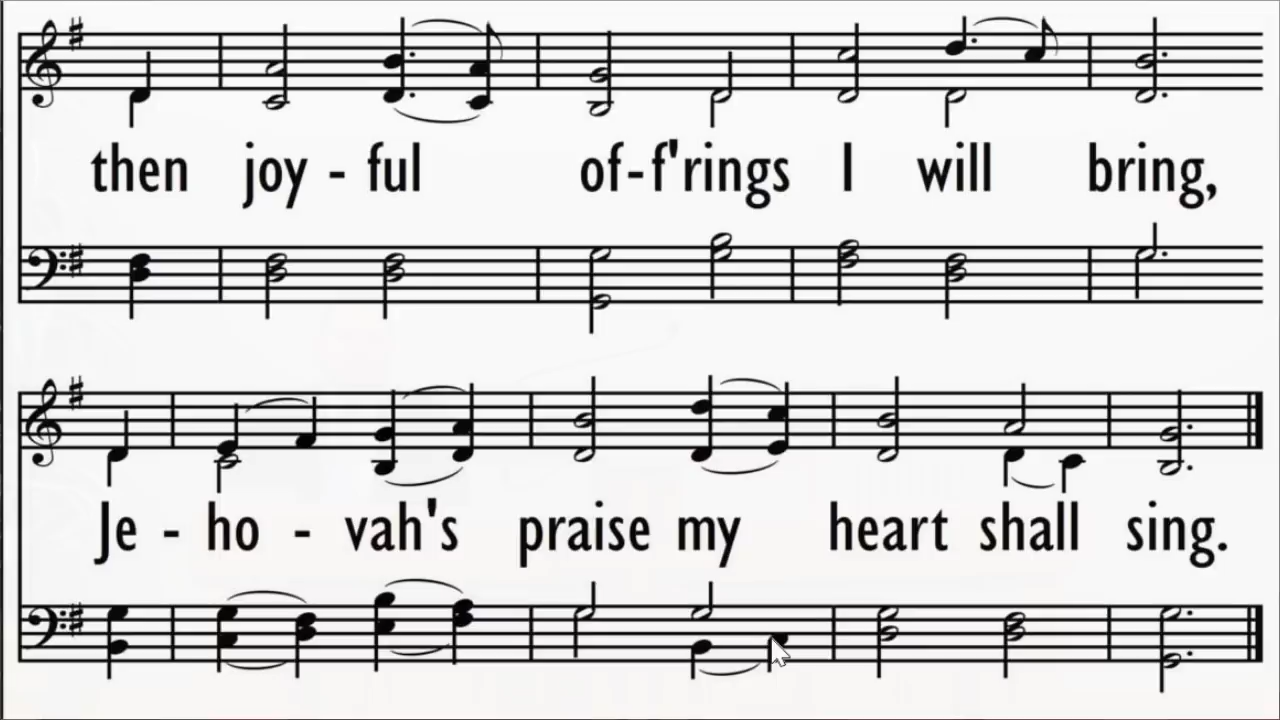 then joy - ful of-f'rings I will bring,
Je - ho - vah's praise my heart shall sing.